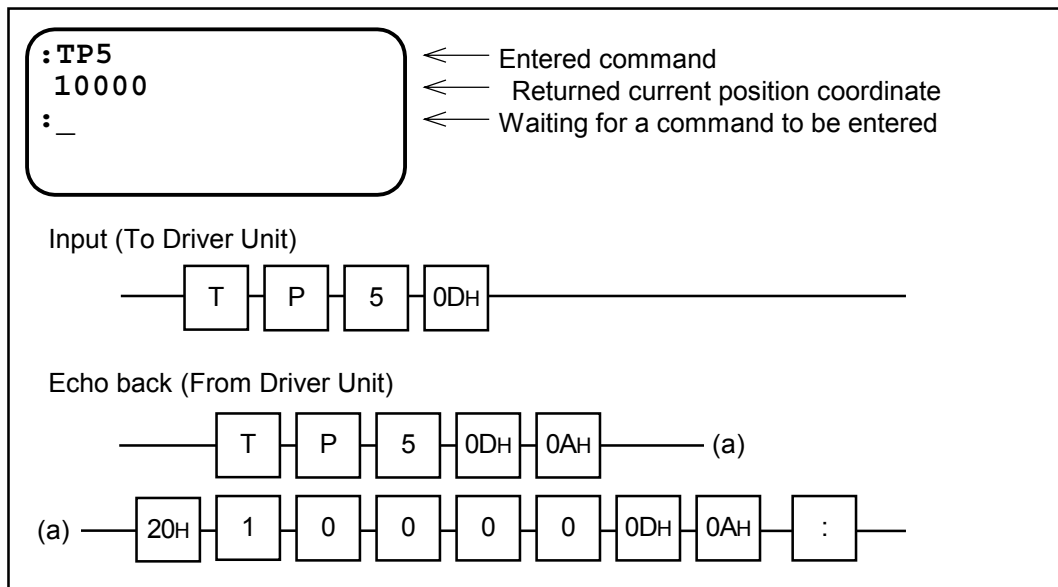 :TP5 Entered command
10000 Returned current position coordinate
:_ Waiting for a command to be entered
Input (To Driver Unit)
T P 5 0DH
Echo back (From Driver Unit)
T P 5 0DH 0AH (a)
(a) 20H 1 0 0 0 0 0DH 0AH :